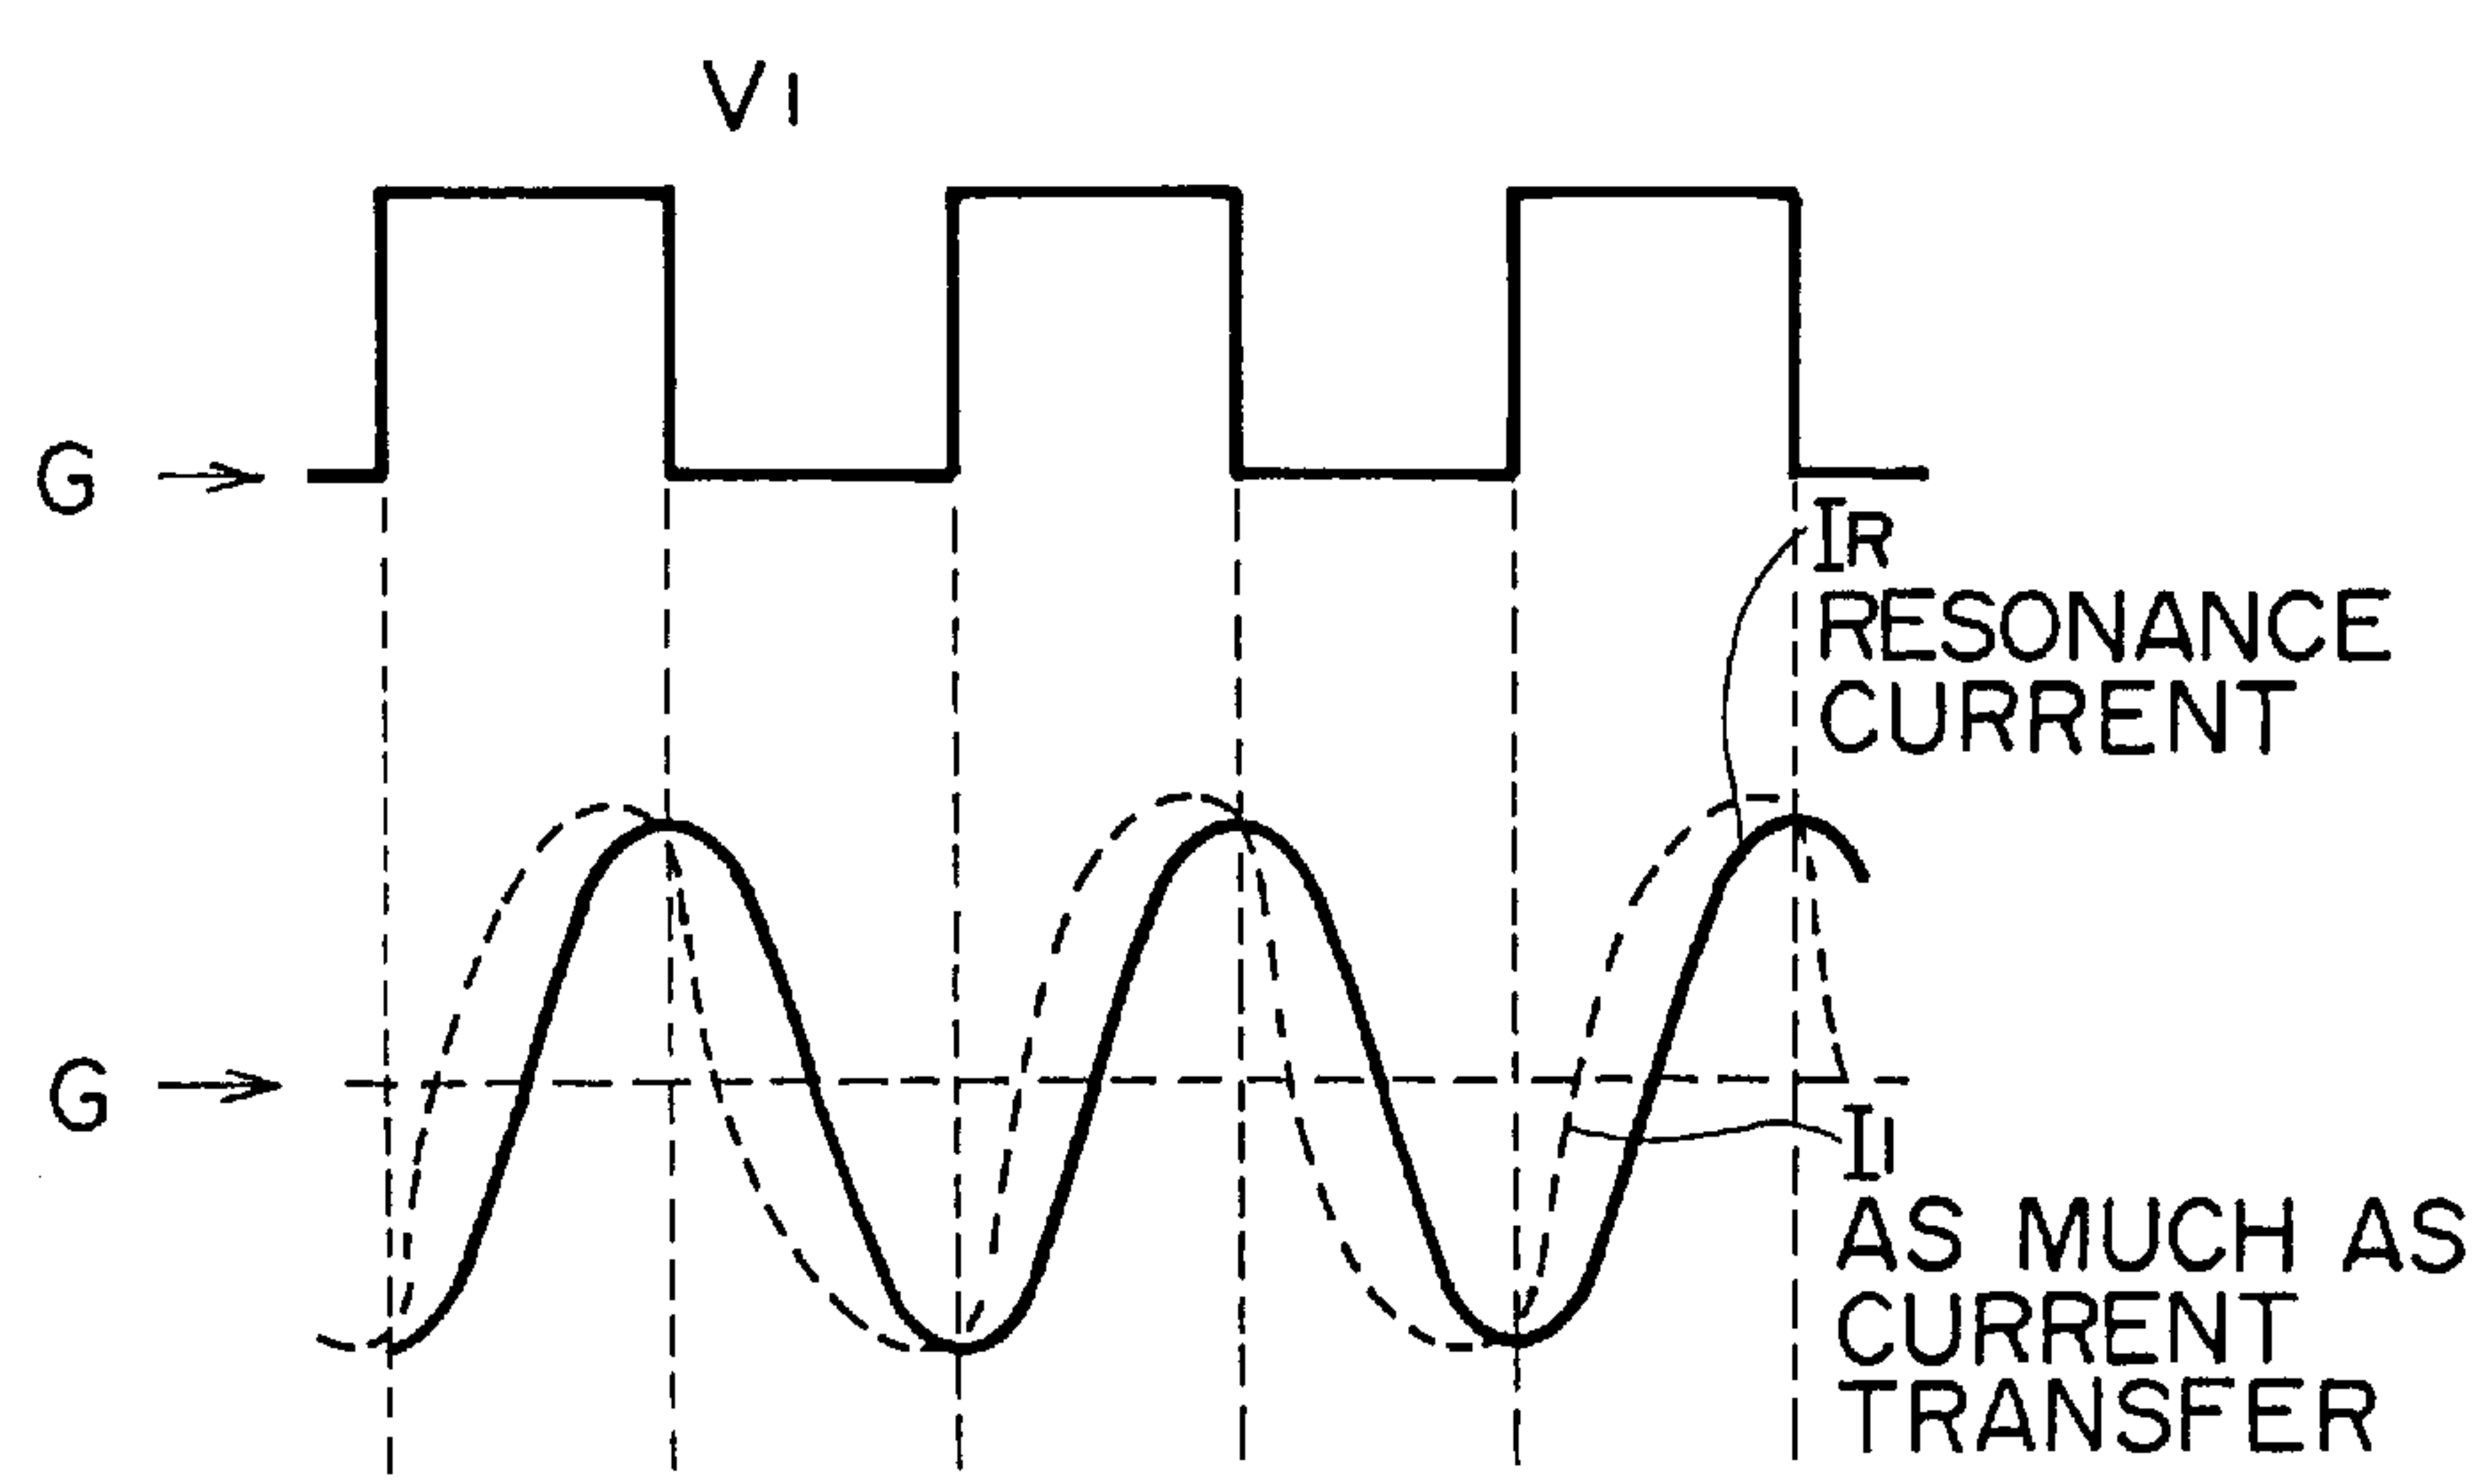 V1
G
IR
RESONANCE
CURRENT
G
I1
AS MUCH AS
CURRENT
TRANSFER